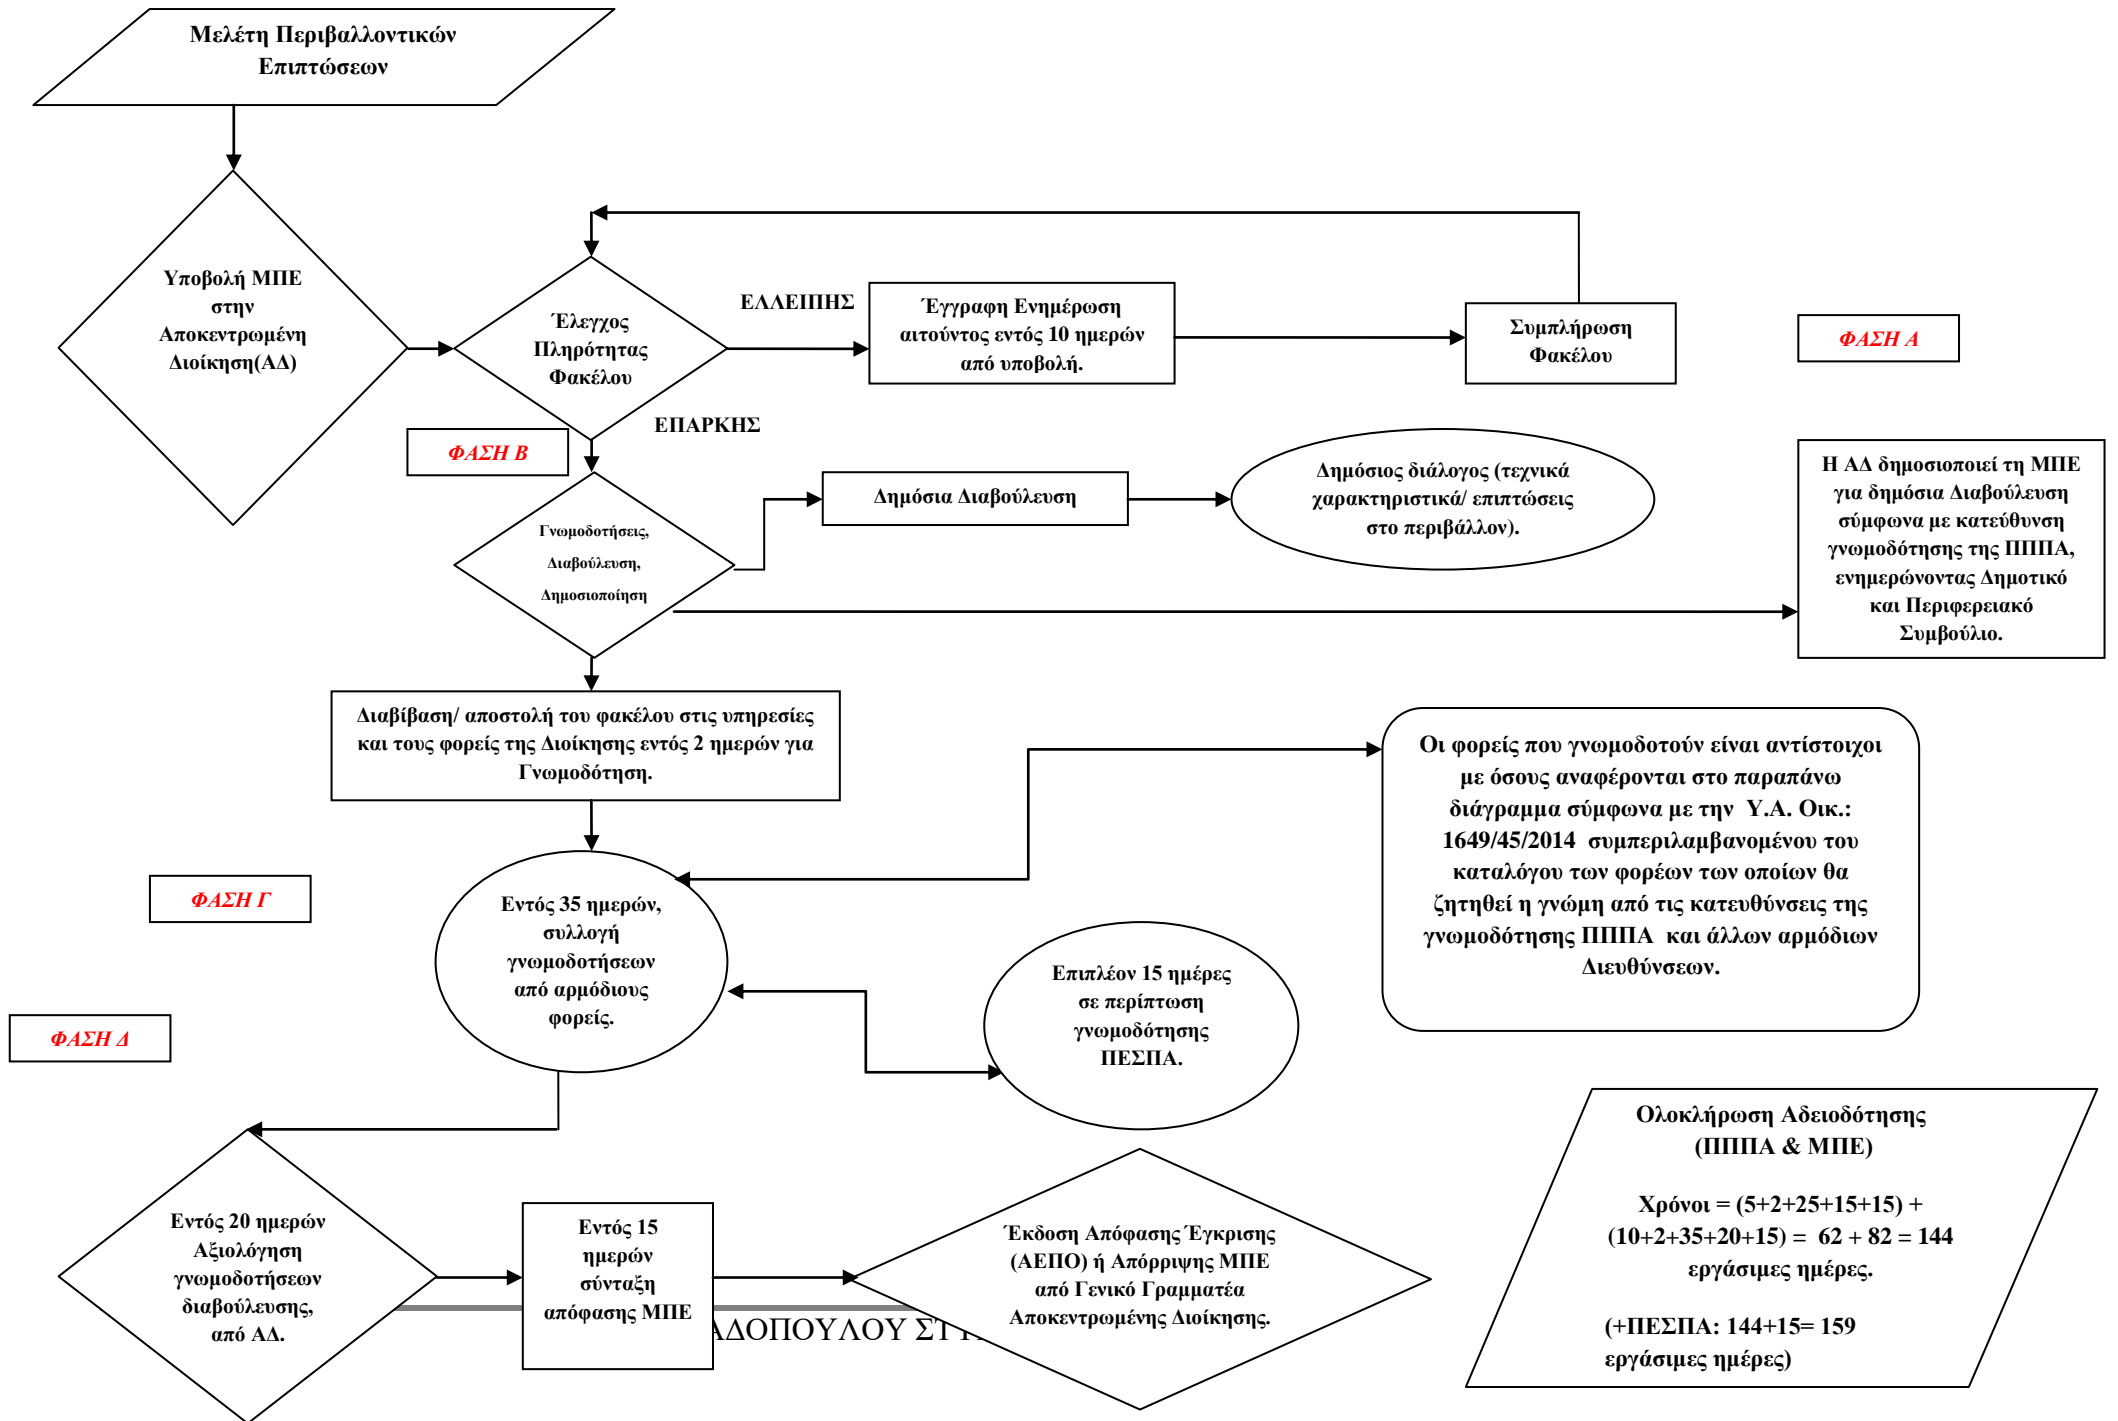 Μελέτη Περιβαλλοντικών
Επιπτώσεων
Υποβολή ΜΠΕ
στην
Αποκεντρωμένη
Διοίκηση(ΑΔ)
Έλεγχος
Πληρότητας
Φακέλου
ΕΛΛΕΙΠΗΣ
Έγγραφη Ενημέρωση
αιτούντος εντός 10 ημερών
από υποβολή.
Συμπλήρωση
Φακέλου
ΦΑΣΗ Α
ΕΠΑΡΚΗΣ
ΦΑΣΗ Β
Γνωμοδοτήσεις,
Διαβούλευση,
Δημοσιοποίηση
Δημόσια Διαβούλευση
Δημόσιος διάλογος (τεχνικά
χαρακτηριστικά/ επιπτώσεις
στο περιβάλλον).
Η ΑΔ δημοσιοποιεί τη ΜΠΕ
για δημόσια Διαβούλευση
σύμφωνα με κατεύθυνση
γνωμοδότησης της ΠΠΠΑ,
ενημερώνοντας Δημοτικό
και Περιφερειακό
Συμβούλιο.
Διαβίβαση/ αποστολή του φακέλου στις υπηρεσίες
και τους φορείς της Διοίκησης εντός 2 ημερών για
Γνωμοδότηση.
Οι φορείς που γνωμοδοτούν είναι αντίστοιχοι
με όσους αναφέρονται στο παραπάνω
διάγραμμα σύμφωνα με την Υ.Α. Οικ.:
1649/45/2014 συμπεριλαμβανομένου του
καταλόγου των φορέων των οποίων θα
ζητηθεί η γνώμη από τις κατευθύνσεις της
γνωμοδότησης ΠΠΠΑ και άλλων αρμόδιων
Διευθύνσεων.
ΦΑΣΗ Γ
Εντός 35 ημερών,
συλλογή
γνωμοδοτήσεων
από αρμόδιους
φορείς.
Επιπλέον 15 ημέρες
σε περίπτωση
γνωμοδότησης
ΠΕΣΠΑ.
ΦΑΣΗ Δ
Εντός 20 ημερών
Αξιολόγηση
γνωμοδοτήσεων
διαβούλευσης,
από ΑΔ.
Εντός 15
ημερών
σύνταξη
απόφασης ΜΠΕ
Έκδοση Απόφασης Έγκρισης
(ΑΕΠΟ) ή Απόρριψης ΜΠΕ
από Γενικό Γραμματέα
Αποκεντρωμένης Διοίκησης.
Ολοκλήρωση Αδειοδότησης
(ΠΠΠΑ & ΜΠΕ)
Χρόνοι = (5+2+25+15+15) +
(10+2+35+20+15) = 62 + 82 = 144
εργάσιμες ημέρες.
(+ΠΕΣΠΑ: 144+15= 159
εργάσιμες ημέρες)
ΑΔΟΠΟΥΛΟΥ